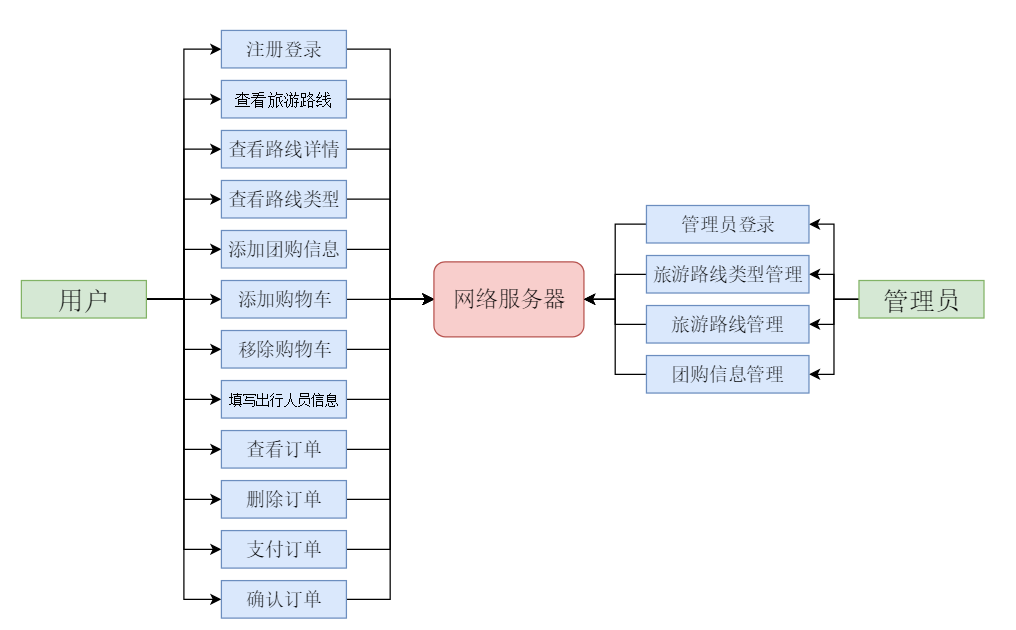 用户
注册登录
查看旅游路线
查看路线详情
查看路线类型
添加团购信息
添加购物车
移除购物车
填写出行人员信息
查看订单
删除订单
支付订单
确认订单
网络服务器
管理员登录
旅游路线类型管理
旅游路线管理
团购信息管理
管理员